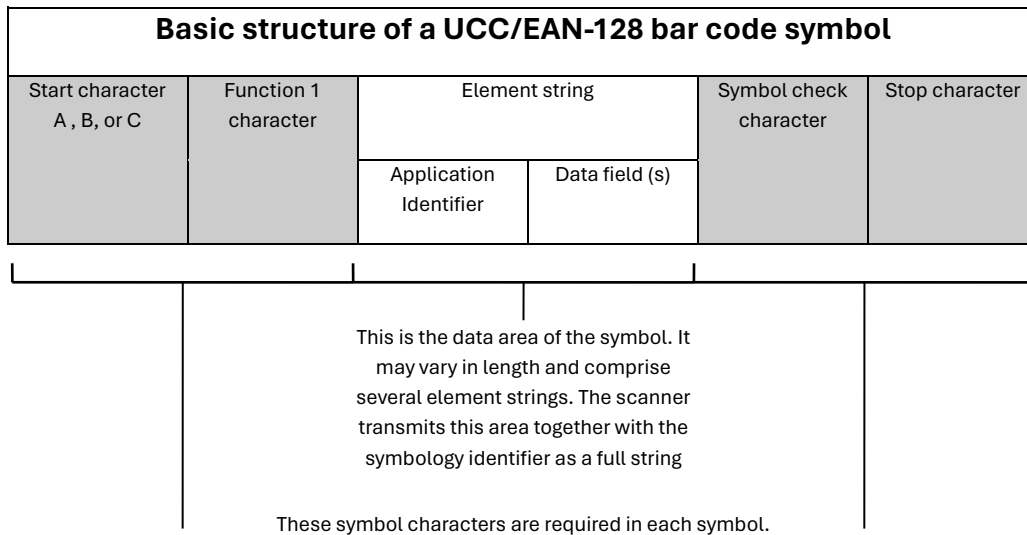 Basic structure of a UCC/EAN-128 bar code symbol
Start character
A , B, or C
Function 1
character
Element string
Symbol check
character
Stop character
Application
Identifier
Data field (s)
This is the data area of the symbol. It
may vary in length and comprise
several element strings. The scanner
transmits this area together with the
symbology identifier as a full string
These symbol characters are required in each symbol.